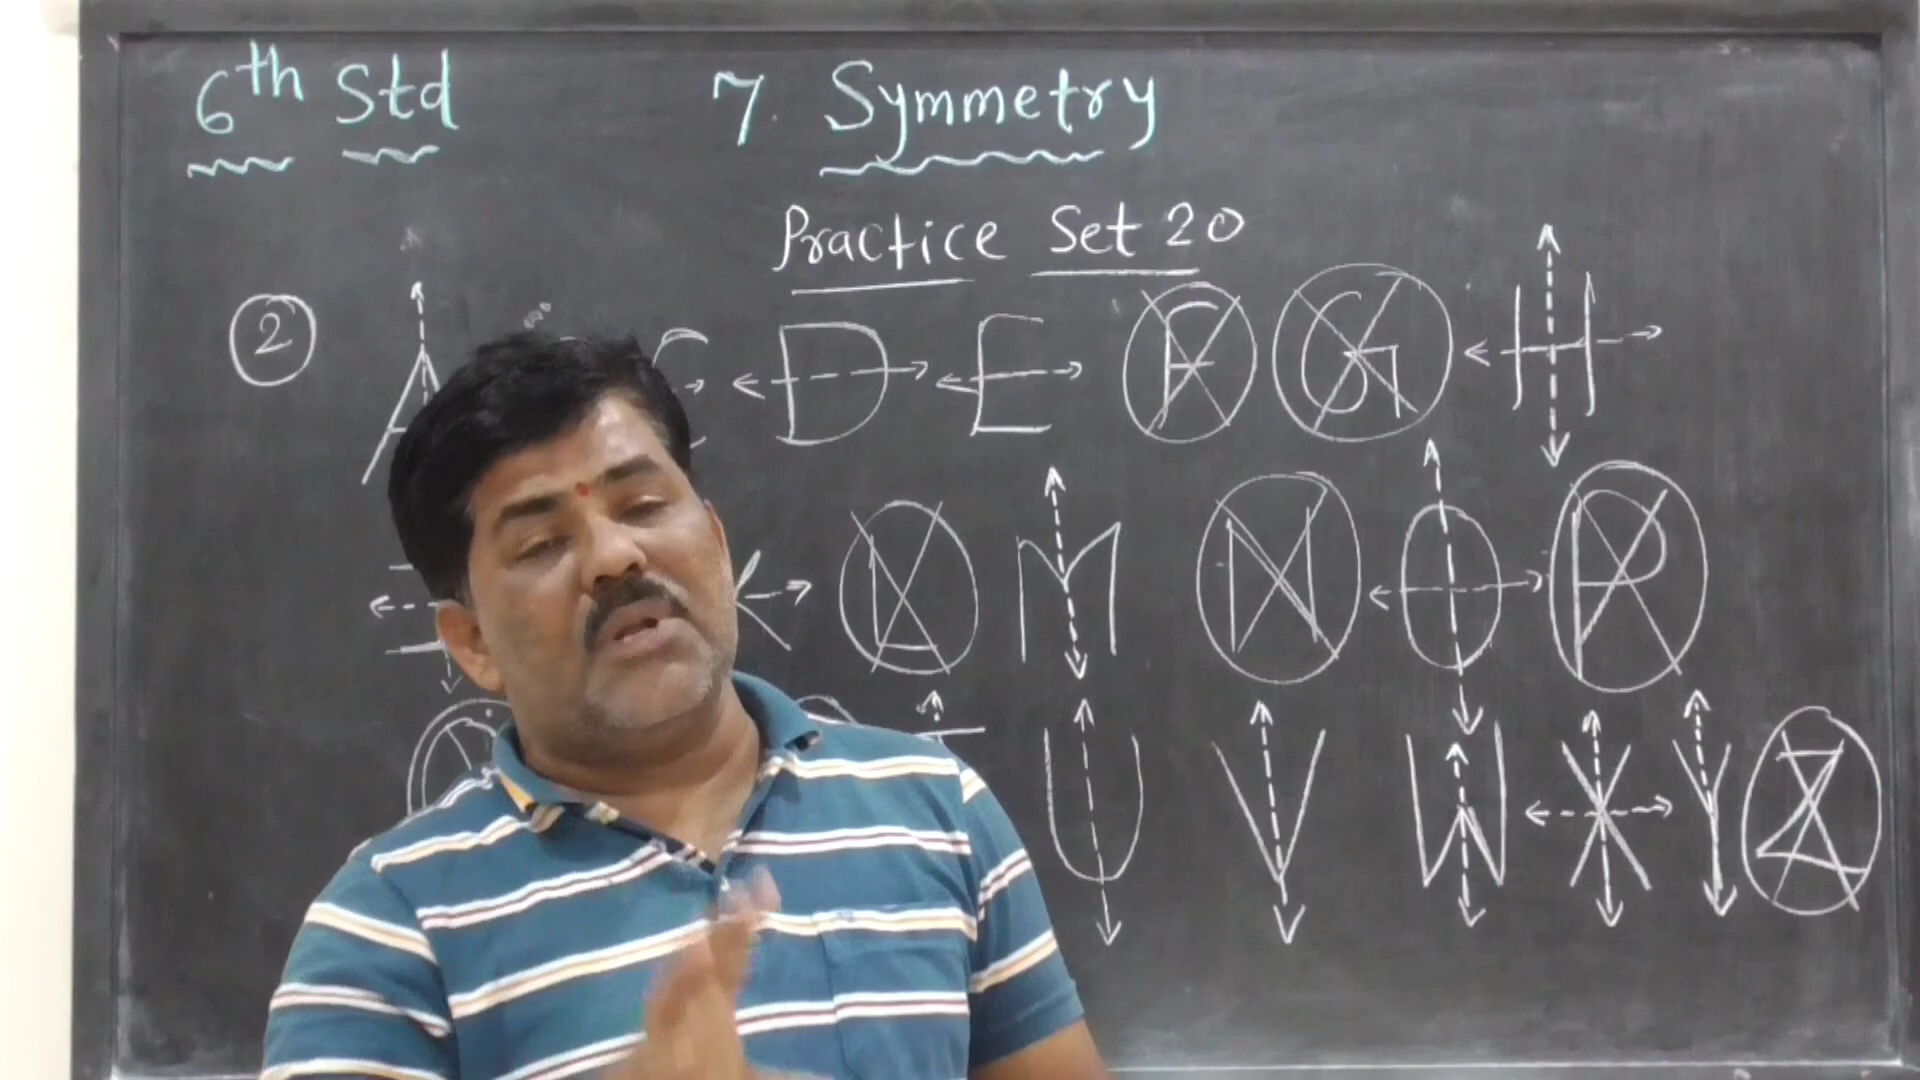 6th Std 7. Symmetry
Practice Set 20
2 A C D E F G H
K L M N O P
U V W X Y Z